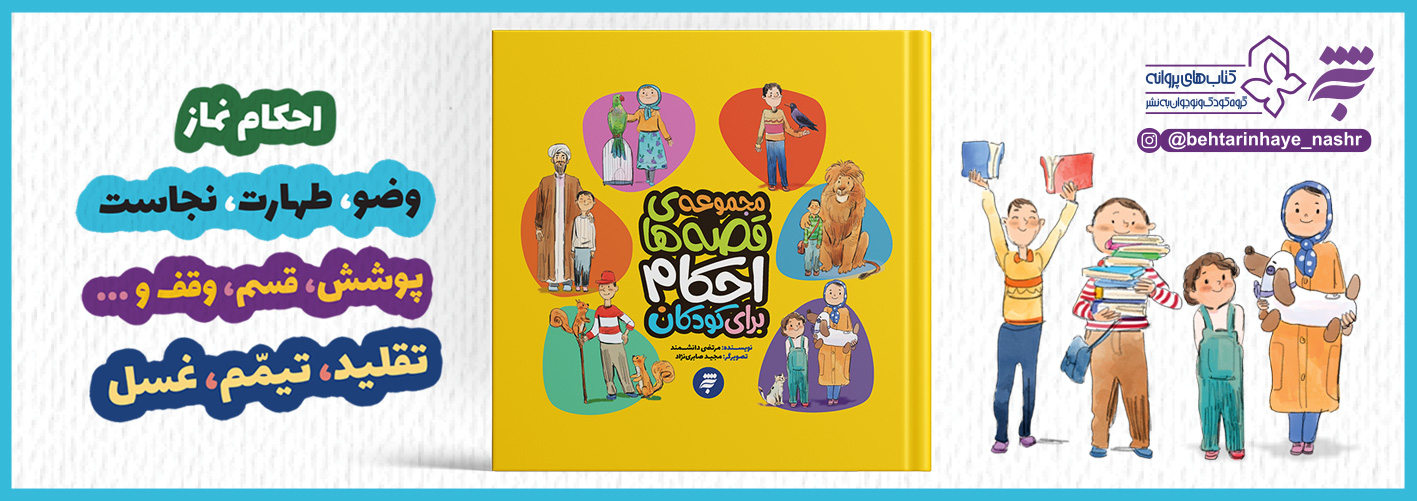 کتاب‌های پروانه
گروه کودک و نوجوان به‌نشر
@behtarinhaye_nashr
احکام نماز
وضو، طهارت، نجاست
پوشش، قسم، وقف و ...
تقلید، تیمّم، غسل
مجموعه‌ی
قصه‌های
احکام
برای کودکان
نویسنده: مرتضی دانشمند
تصویرگر: مجید صابری‌نژاد